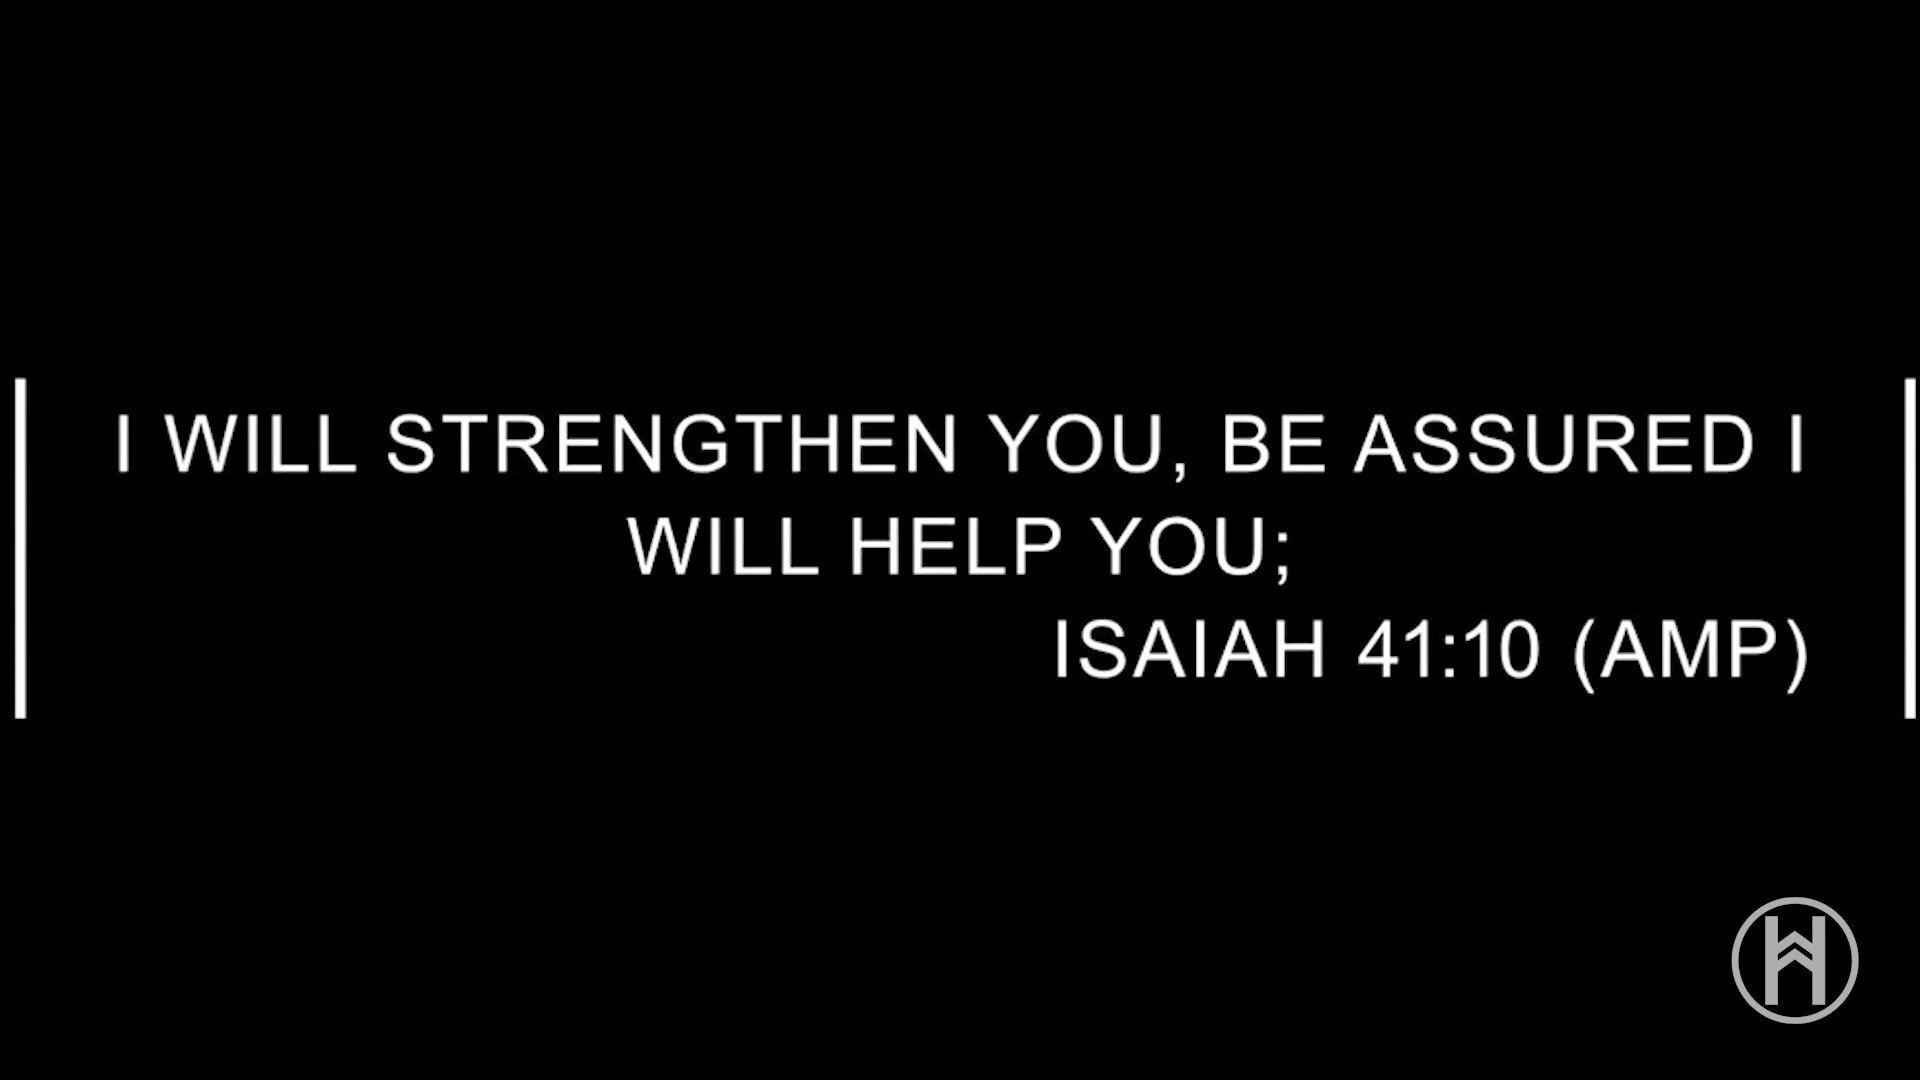 I WILL STRENGTHEN YOU, BE ASSURED I
WILL HELP YOU;
ISAIAH 41:10 (AMP)